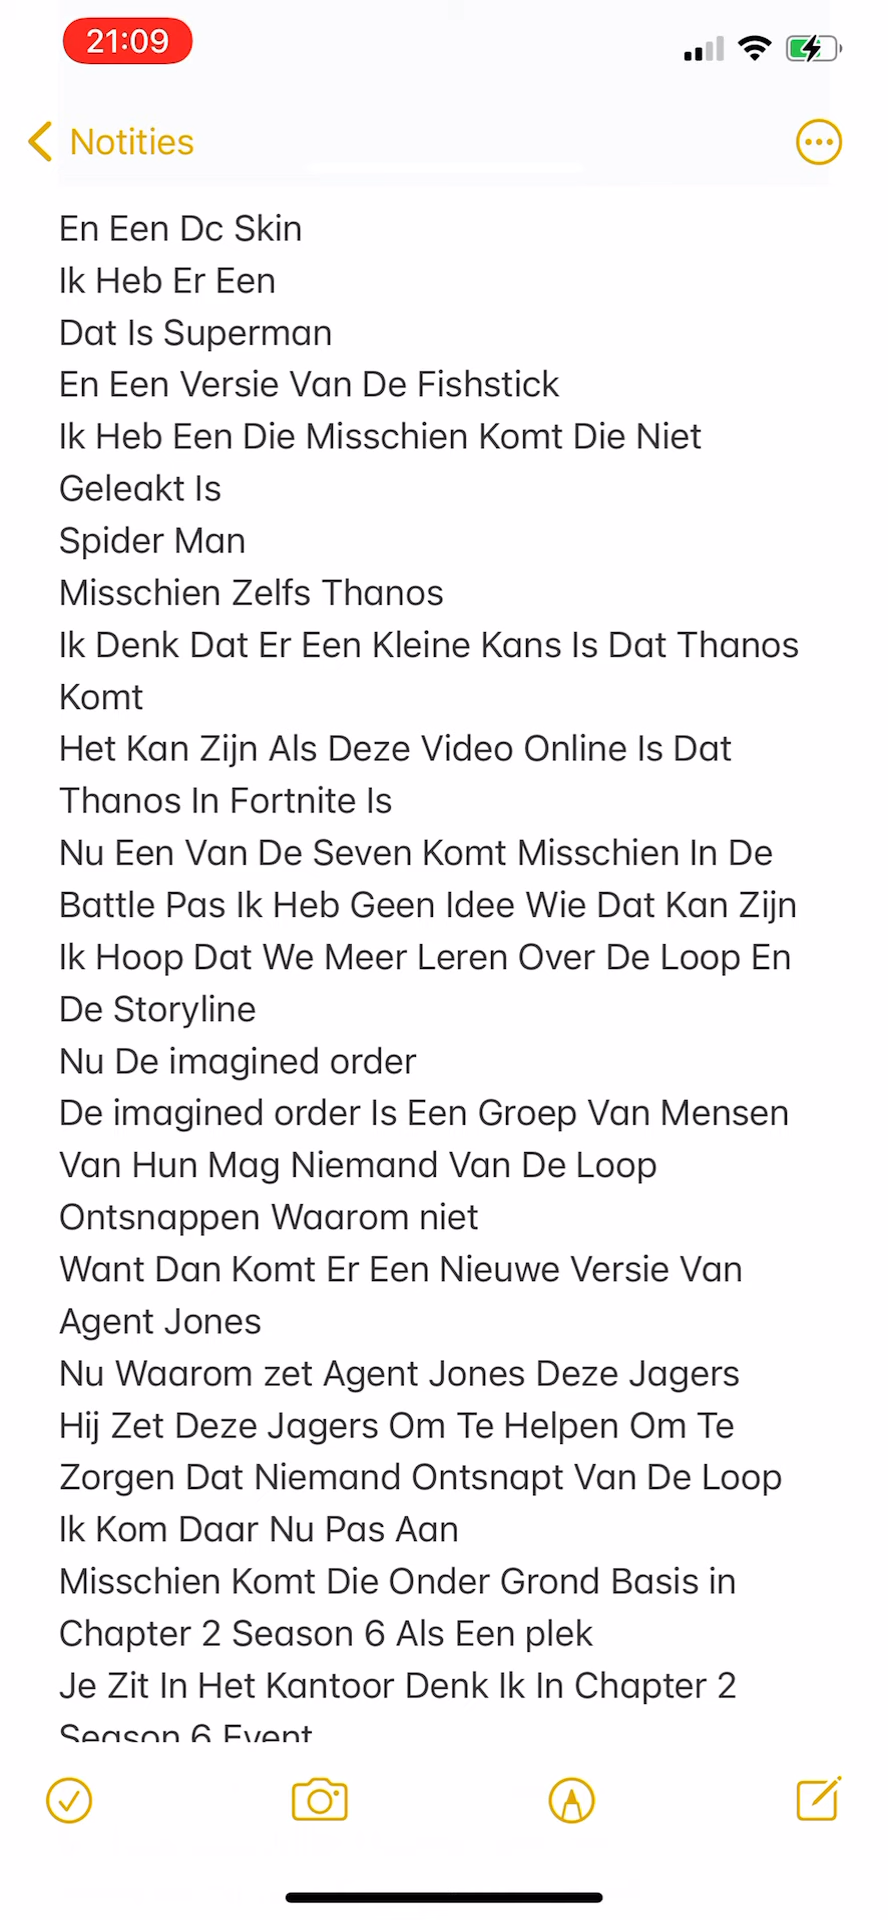 21:09
Notities
En Een Dc Skin
Ik Heb Er Een
Dat Is Superman
En Een Versie Van De Fishstick
Ik Heb Een Die Misschien Komt Die Niet
Geleakt Is
Spider Man
Misschien Zelfs Thanos
Ik Denk Dat Er Een Kleine Kans Is Dat Thanos
Komt
Het Kan Zijn Als Deze Video Online Is Dat
Thanos In Fortnite Is
Nu Een Van De Seven Komt Misschien In De
Battle Pas Ik Heb Geen Idee Wie Dat Kan Zijn
Ik Hoop Dat We Meer Leren Over De Loop En
De Storyline
Nu De imagined order
De imagined order Is Een Groep Van Mensen
Van Hun Mag Niemand Van De Loop
Ontsnappen Waarom niet
Want Dan Komt Er Een Nieuwe Versie Van
Agent Jones
Nu Waarom zet Agent Jones Deze Jagers
Hij Zet Deze Jagers Om Te Helpen Om Te
Zorgen Dat Niemand Ontsnapt Van De Loop
Ik Kom Daar Nu Pas Aan
Misschien Komt Die Onder Grond Basis in
Chapter 2 Season 6 Als Een plek
Je Zit In Het Kantoor Denk Ik In Chapter 2
Season 6 Event